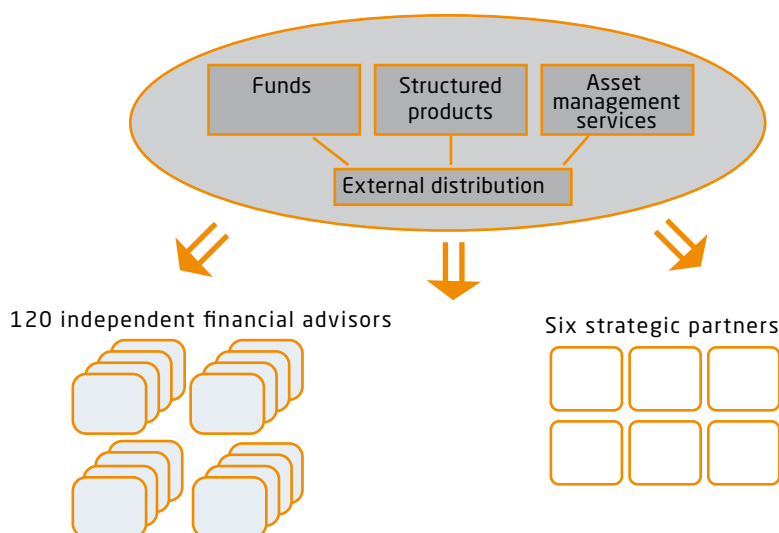 Funds
Structured
products
Asset
management
services
External distribution
120 independent financial advisors
Six strategic partners